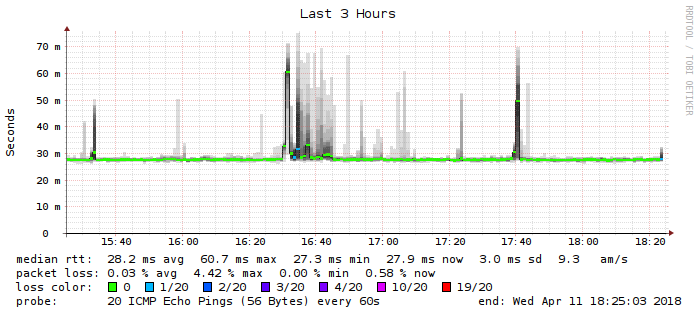 Last 3 Hours
RRDTOOL / TOBI OETIKER
Seconds
70 m
60 m
50 m
40 m
30 m
20 m
10 m
0
15:40 16:00 16:20 16:40 17:00 17:20 17:40 18:00 18:20
median rtt: 28.2 ms avg 60.7 ms max 27.3 ms min 27.9 ms now 3.0 ms sd 9.3 am/s
packet loss: 0.03 % avg 4.42 % max 0.00 % min 0.58 % now
loss color: 0 1/20 2/20 3/20 4/20 10/20 19/20
probe: 20 ICMP Echo Pings (56 Bytes) every 60s end: Wed Apr 11 18:25:03 2018